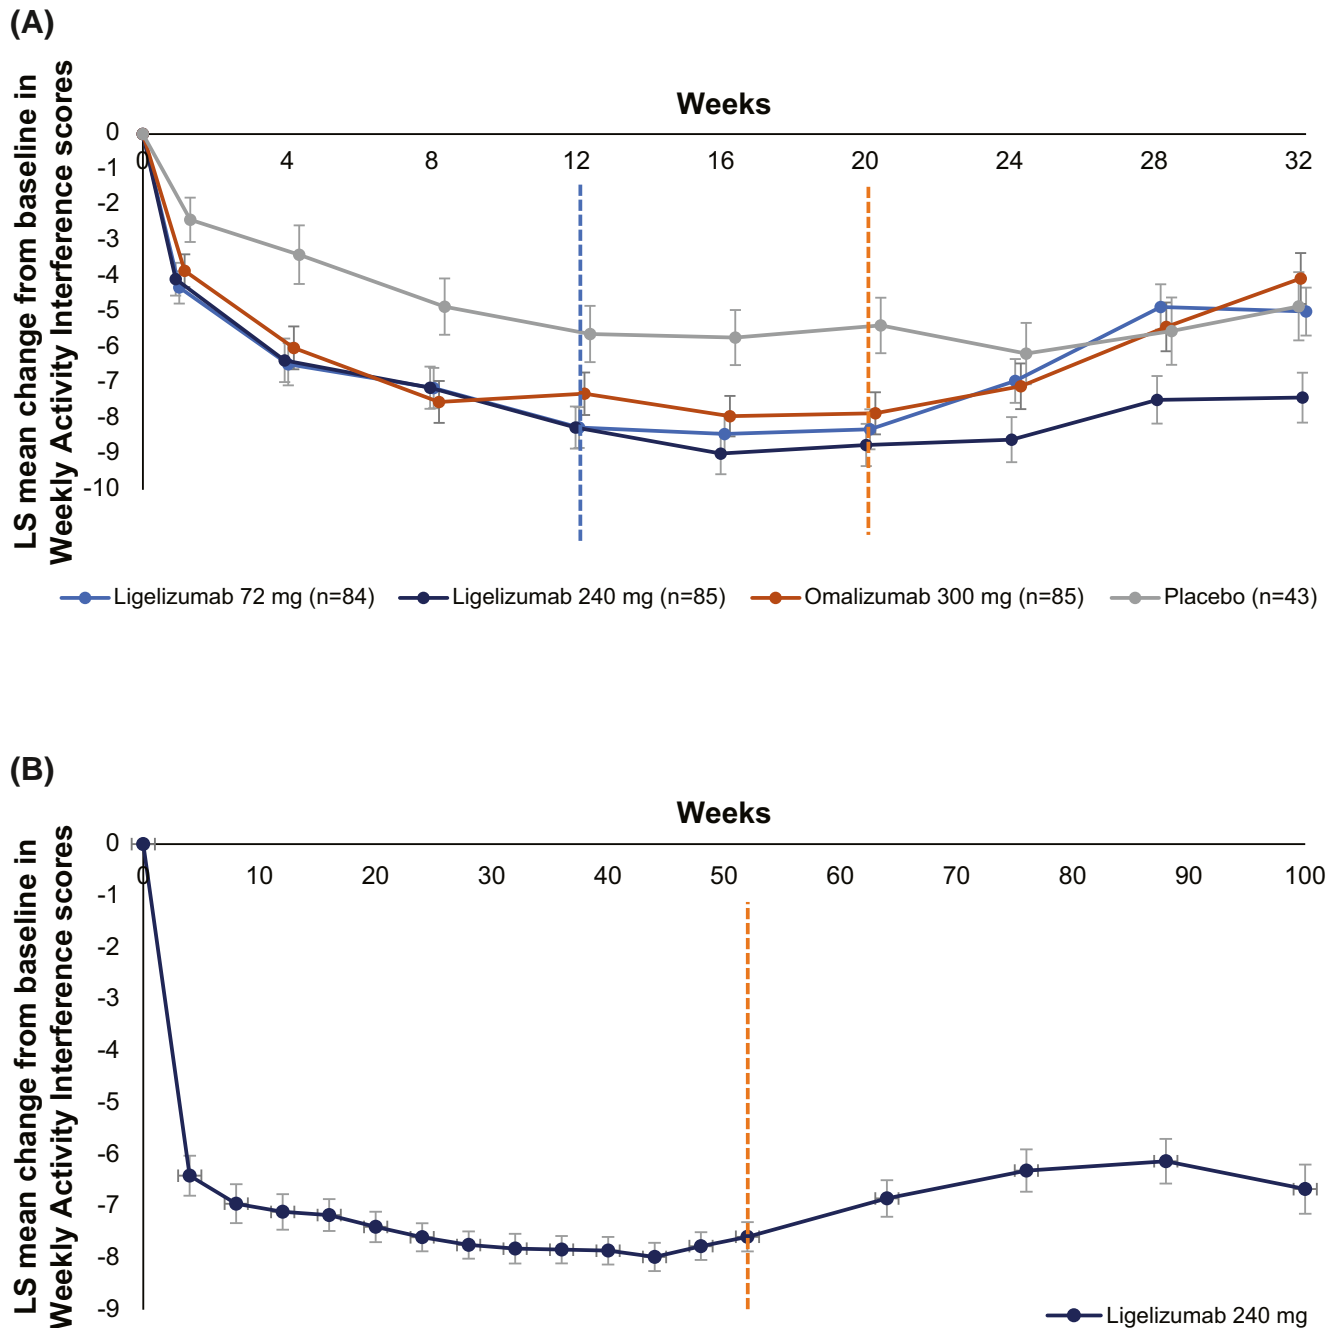 (A)
LS mean change from baseline in
Weekly Activity Interference scores
Weeks
0
-1
-2
-3
-4
-5
-6
-7
-8
-9
-10
0 4 8 12 16 20 24 28 32
Ligelizumab 72 mg (n=84) Ligelizumab 240 mg (n=85) Omalizumab 300 mg (n=85) Placebo (n=43)
(B)
LS mean change from baseline in
Weekly Activity Interference scores
Weeks
0
-1
-2
-3
-4
-5
-6
-7
-8
-9
0 10 20 30 40 50 60 70 80 90 100
Ligelizumab 240 mg